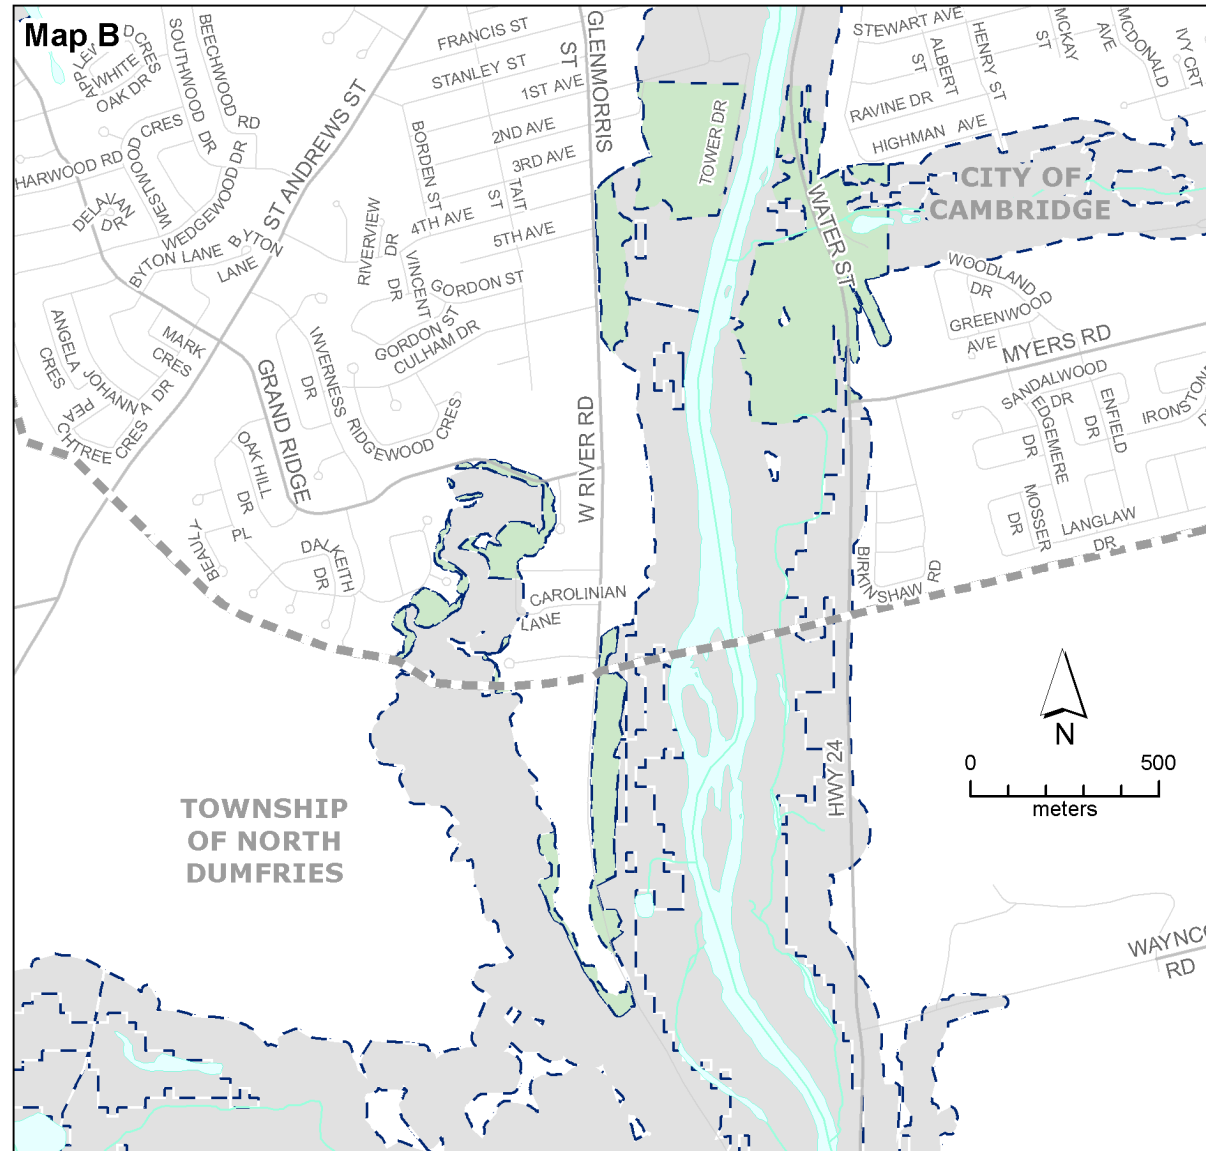 Map B
APPLEWHITE
D CRES
OAK DR
SOUTHWOOD DR
BEECHWOOD RD
HARWOOD RD
CRES
WESTWOOD
WEDGEWOOD DR
DELAVAN DR
BYTON LANE
BYTON LANE
ST ANDREWS ST
FRANCIS ST
STANLEY ST
1ST AVE
2ND AVE
3RD AVE
4TH AVE
5TH AVE
BORDEN ST
TAIT ST
GLENMORRIS ST
RIVERVIEW DR
VINCENT DR
GORDON ST
GORDON ST
CULHAM DR
TOWER DR
WATER ST
STEWART AVE
ALBERT ST
HENRY ST
MCKAY ST
MCDONALD AVE
IVY CRT
RAVINE DR
HIGHMAN AVE
CITY OF
CAMBRIDGE
WOODLAND DR
GREENWOOD AVE
MYERS RD
SANDALWOOD DR
EDGEMERE DR
ENFIELD DR
MOSSER DR
LANGLAW DR
BIRKINSHAW RD
ANGELA CRES
JOHANNA DR
MARK CRES
PEACHTREE CRES
GRAND RIDGE
INVERNESS DR
RIDGEWOOD CRES
OAK HILL DR
BEAULY PL
DALKEITH DR
W RIVER RD
CAROLINIAN LANE
HWY 24
N
0 500
meters
TOWNSHIP
OF NORTH
DUMFRIES
RD